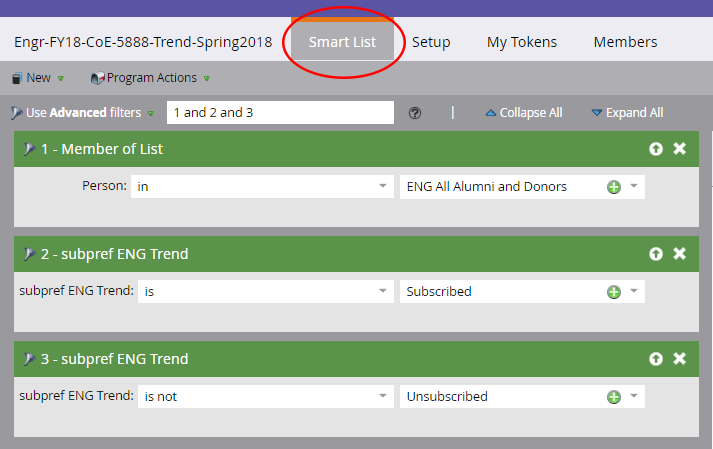 Engr-FY18-CoE-5888-Trend-Spring2018 Smart List Setup My Tokens Members
New Program Actions
Use Advanced filters 1 and 2 and 3 ? | Collapse All Expand All
1 - Member of List
Person: in ENG All Alumni and Donors
2 - subpref ENG Trend
subpref ENG Trend: is Subscribed
3 - subpref ENG Trend
subpref ENG Trend: is not Unsubscribed